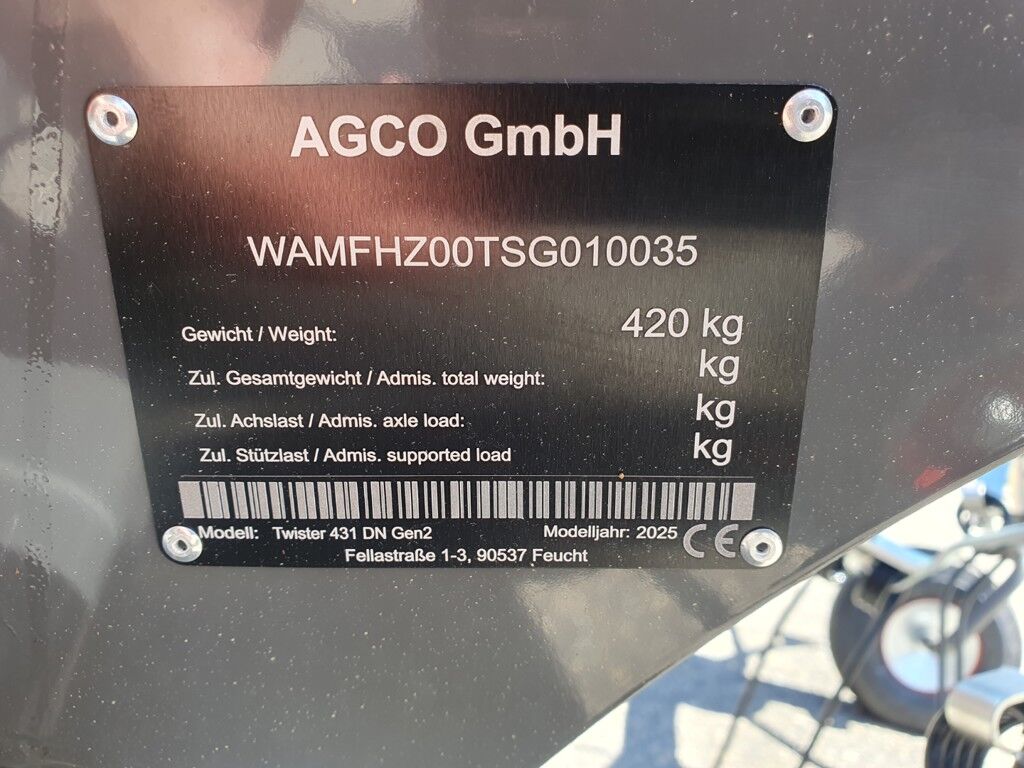 AGCO GmbH
WAMFHZ00TSG010035
Gewicht / Weight: 420 kg
Zul. Gesamtgewicht / Admis. total weight: kg
Zul. Achslast / Admis. axle load: kg
Zul. Stützlast / Admis. supported load kg
Modell: Twister 431 DN Gen2 Modelljahr: 2025 CE
Fellastraße 1-3, 90537 Feucht